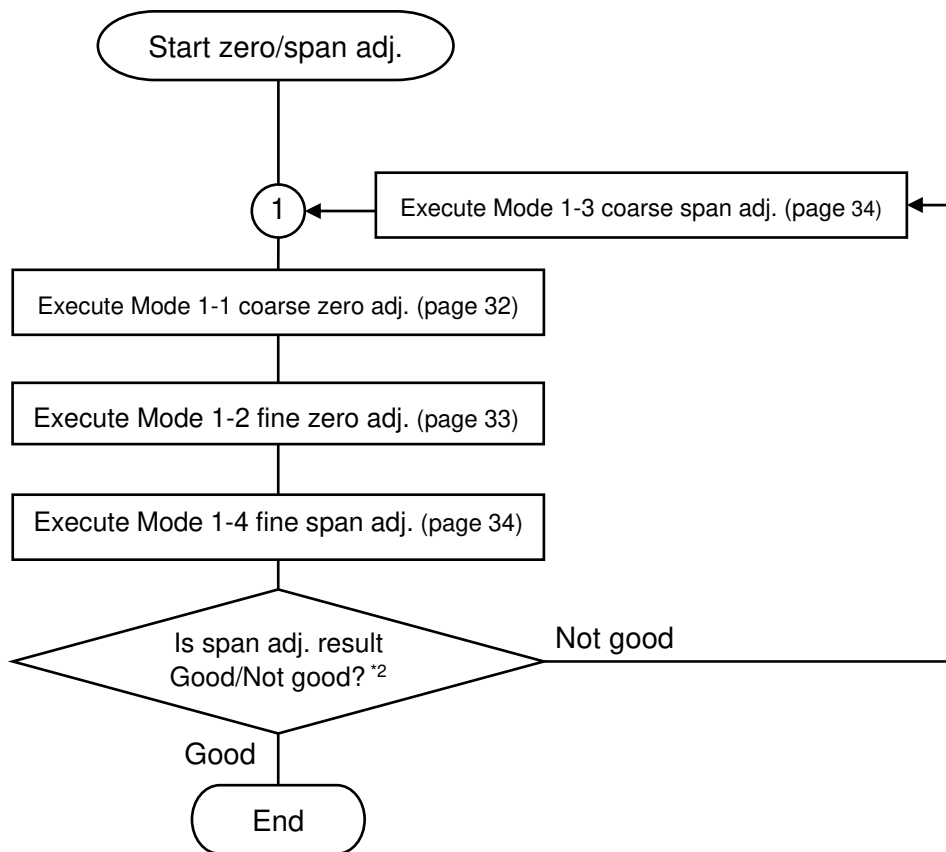 Start zero/span adj.
1
Execute Mode 1-3 coarse span adj. (page 34)
Execute Mode 1-1 coarse zero adj. (page 32)
Execute Mode 1-2 fine zero adj. (page 33)
Execute Mode 1-4 fine span adj. (page 34)
Is span adj. result
Good/Not good? *2
Not good
Good
End